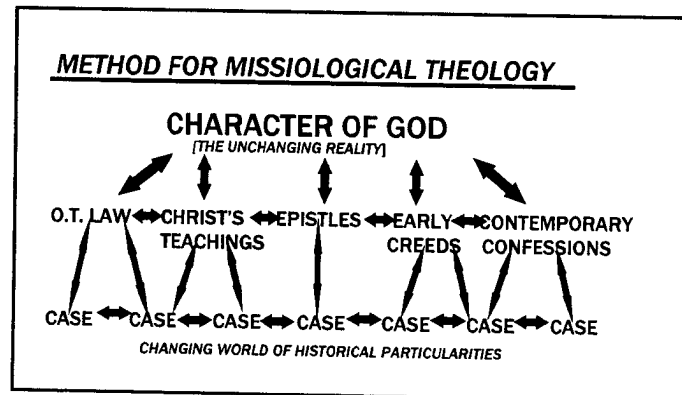 METHOD FOR MISSIOLOGICAL THEOLOGY
CHARACTER OF GOD
[THE UNCHANGING REALITY]
O.T. LAW CHRIST'S EPISTLES EARLY CONTEMPORARY
TEACHINGS CREEDS CONFESSIONS
CASE CASE CASE CASE CASE CASE CASE
CHANGING WORLD OF HISTORICAL PARTICULARITIES